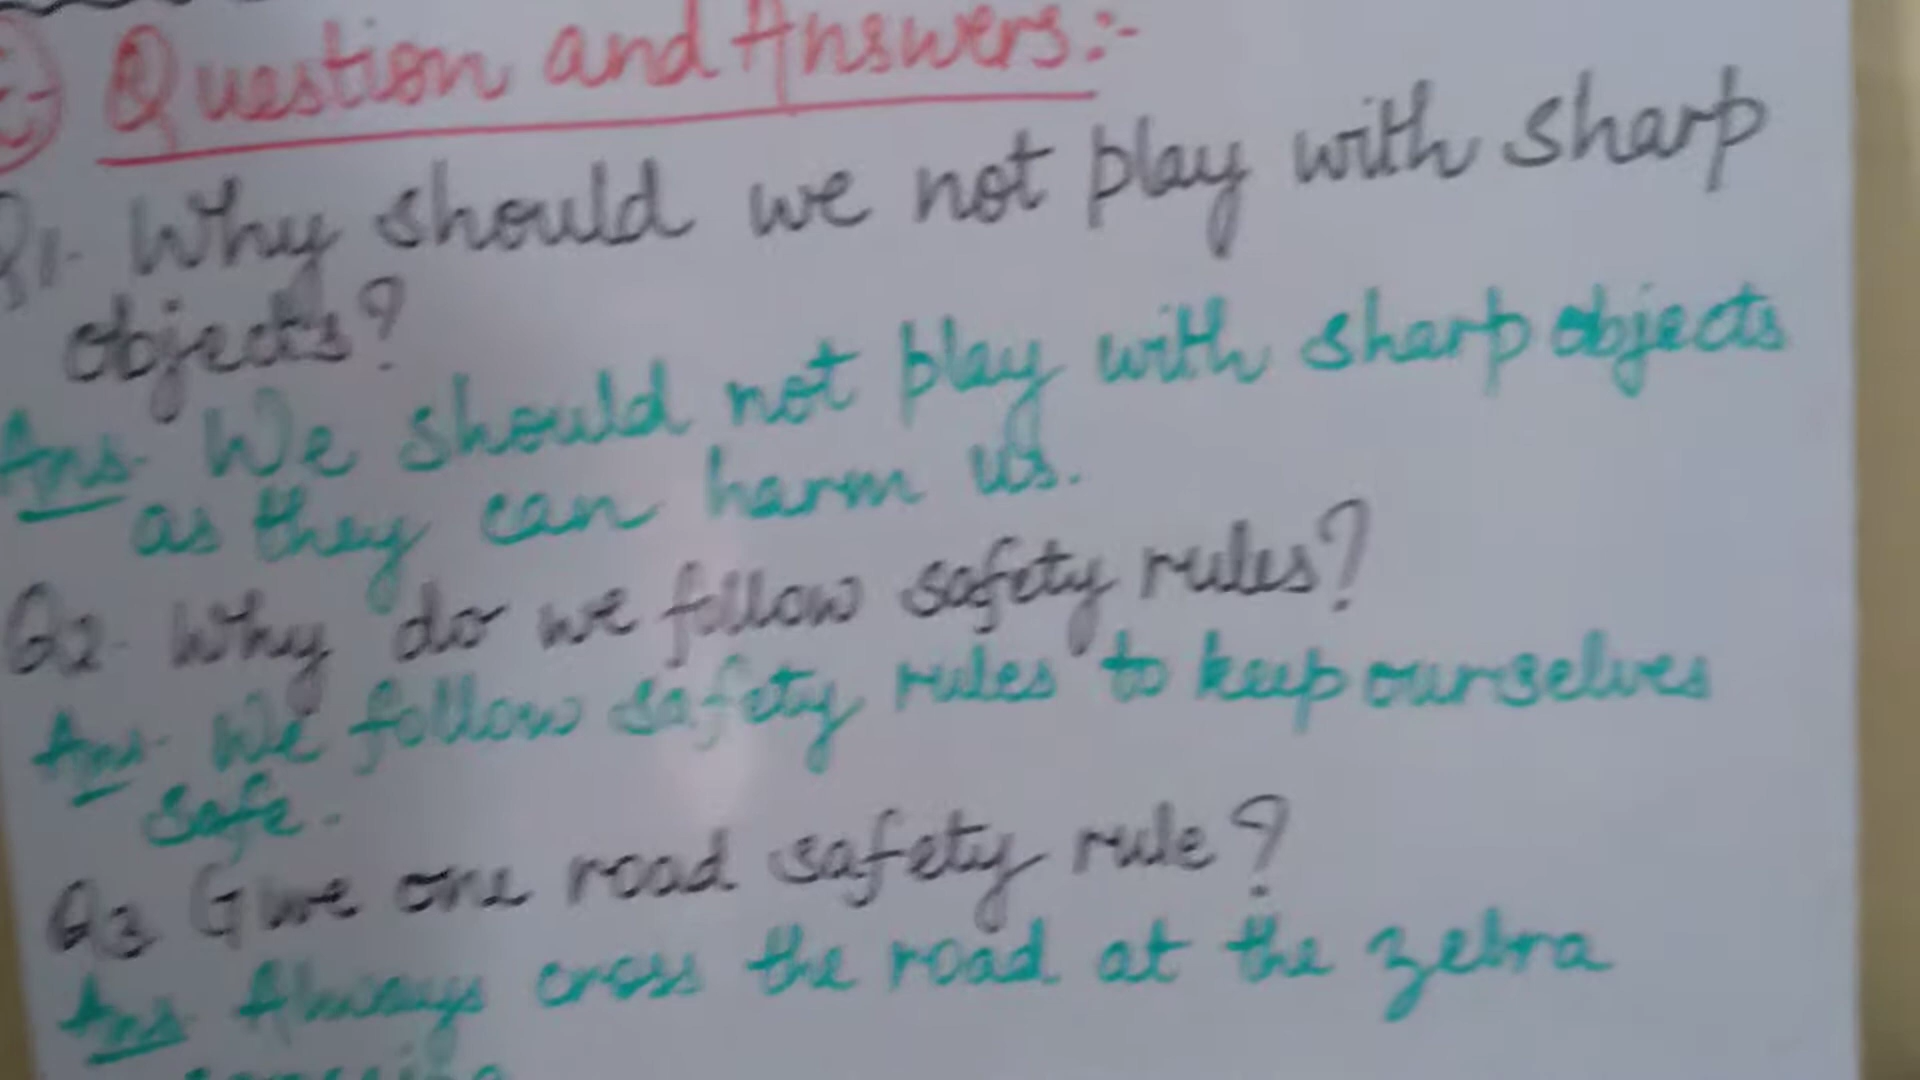 Question and Answers:-
Q1. Why should we not play with sharp
objects?
Ans. We should not play with sharp objects
as they can harm us.
Q2. Why do we follow safety rules?
Ans. We follow safety rules to keep ourselves
safe.
Q3 Give one road safety rule?
Ans. Always cross the road at the zebra
crossing